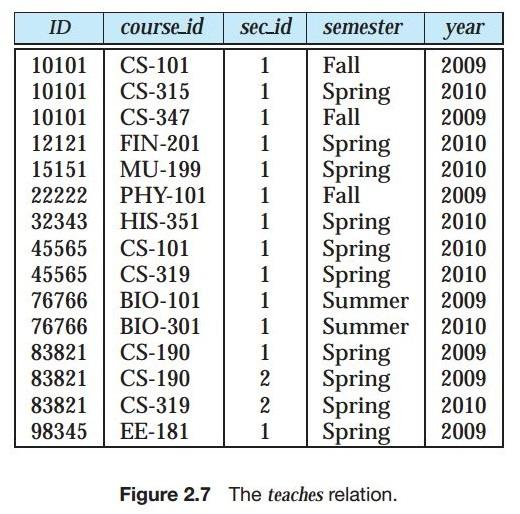 ID course_id sec_id semester year
10101 CS-101 1 Fall 2009
10101 CS-315 1 Spring 2010
10101 CS-347 1 Fall 2009
12121 FIN-201 1 Spring 2010
15151 MU-199 1 Spring 2010
22222 PHY-101 1 Fall 2009
32343 HIS-351 1 Spring 2010
45565 CS-101 1 Spring 2010
45565 CS-319 1 Spring 2010
76766 BIO-101 1 Summer 2009
76766 BIO-301 1 Summer 2010
83821 CS-190 1 Spring 2009
83821 CS-190 2 Spring 2009
83821 CS-319 2 Spring 2010
98345 EE-181 1 Spring 2009
Figure 2.7 The teaches relation.